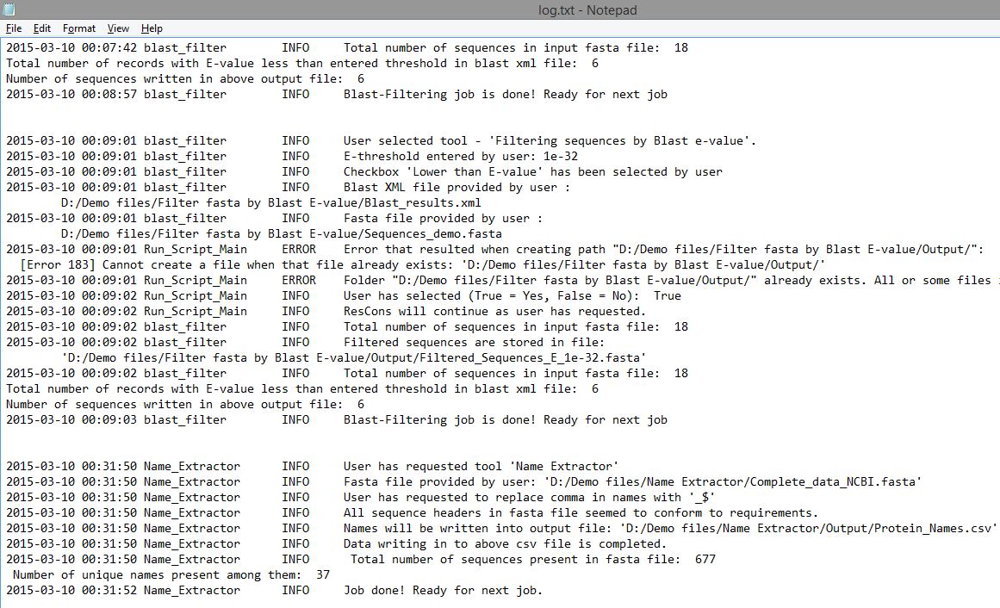 log.txt - Notepad
File Edit Format View Help
2015-03-10 00:07:42 blast_filter INFO Total number of sequences in input fasta file: 18
Total number of records with E-value less than entered threshold in blast xml file: 6
Number of sequences written in above output file: 6
2015-03-10 00:08:57 blast_filter INFO Blast-Filtering job is done! Ready for next job
2015-03-10 00:09:01 blast_filter INFO User selected tool - 'Filtering sequences by Blast e-value'.
2015-03-10 00:09:01 blast_filter INFO E-threshold entered by user: 1e-32
2015-03-10 00:09:01 blast_filter INFO Checkbox 'Lower than E-value' has been selected by user
2015-03-10 00:09:01 blast_filter INFO Blast XML file provided by user :
D:/Demo files/Filter fasta by Blast E-value/Blast_results.xml
2015-03-10 00:09:01 blast_filter INFO Fasta file provided by user :
D:/Demo files/Filter fasta by Blast E-value/Sequences_demo.fasta
2015-03-10 00:09:01 Run_Script_Main ERROR Error that resulted when creating path "D:/Demo files/Filter fasta by Blast E-value/Output/":
[Error 183] Cannot create a file when that file already exists: 'D:/Demo files/Filter fasta by Blast E-value/Output/'
2015-03-10 00:09:01 Run_Script_Main ERROR Folder "D:/Demo files/Filter fasta by Blast E-value/Output/" already exists. All or some files
2015-03-10 00:09:02 Run_Script_Main INFO User has selected (True = Yes, False = No): True
2015-03-10 00:09:02 Run_Script_Main INFO ResCons will continue as user has requested.
2015-03-10 00:09:02 blast_filter INFO Total number of sequences in input fasta file: 18
2015-03-10 00:09:02 blast_filter INFO Filtered sequences are stored in file:
'D:/Demo files/Filter fasta by Blast E-value/Output/Filtered_Sequences_E_1e-32.fasta'
2015-03-10 00:09:02 blast_filter INFO Total number of sequences in input fasta file: 18
Total number of records with E-value less than entered threshold in blast xml file: 6
Number of sequences written in above output file: 6
2015-03-10 00:09:03 blast_filter INFO Blast-Filtering job is done! Ready for next job
2015-03-10 00:31:50 Name_Extractor INFO User has requested tool 'Name Extractor'
2015-03-10 00:31:50 Name_Extractor INFO Fasta file provided by user: 'D:/Demo files/Name Extractor/Complete_data_NCBI.fasta'
2015-03-10 00:31:50 Name_Extractor INFO User has requested to replace comma in names with '_$'
2015-03-10 00:31:50 Name_Extractor INFO All sequence headers in fasta file seemed to conform to requirements.
2015-03-10 00:31:50 Name_Extractor INFO Names will be written into output file: 'D:/Demo files/Name Extractor/Output/Protein_Names.csv'
2015-03-10 00:31:50 Name_Extractor INFO Data writing in to above csv file is completed.
2015-03-10 00:31:50 Name_Extractor INFO Total number of sequences present in fasta file: 677
Number of unique names present among them: 37
2015-03-10 00:31:52 Name_Extractor INFO Job done! Ready for next job.